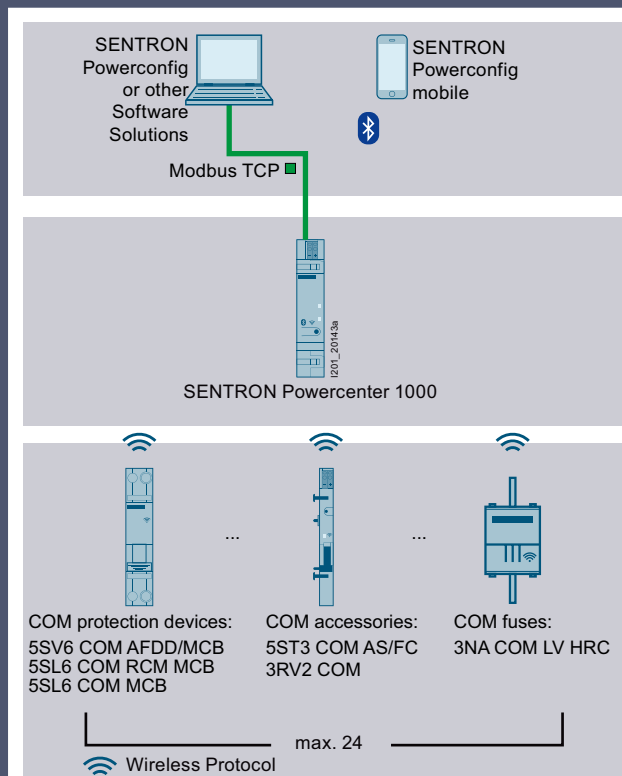 SENTRON
Powerconfig
or other
Software
Solutions
SENTRON
Powerconfig
mobile
Modbus TCP
I201_20143a
SENTRON Powercenter 1000
...
...
COM protection devices:
5SV6 COM AFDD/MCB
5SL6 COM RCM MCB
5SL6 COM MCB
COM accessories:
5ST3 COM AS/FC
3RV2 COM
COM fuses:
3NA COM LV HRC
max. 24
Wireless Protocol